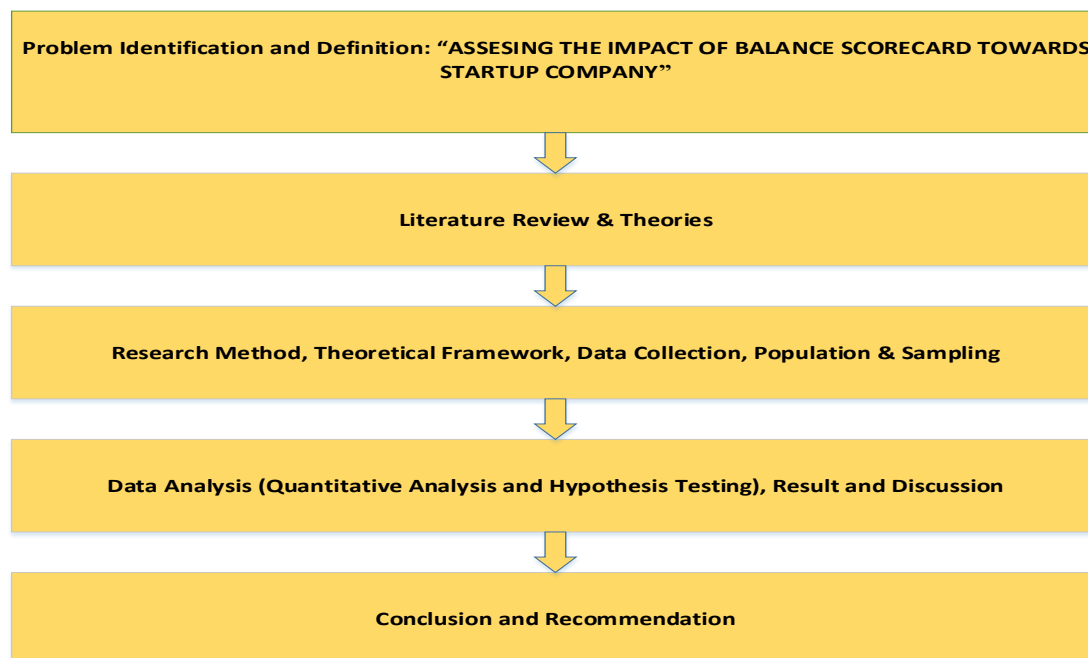 Problem Identification and Definition: “ASSESING THE IMPACT OF BALANCE SCORECARD TOWARDS
STARTUP COMPANY”
Literature Review & Theories
Research Method, Theoretical Framework, Data Collection, Population & Sampling
Data Analysis (Quantitative Analysis and Hypothesis Testing), Result and Discussion
Conclusion and Recommendation